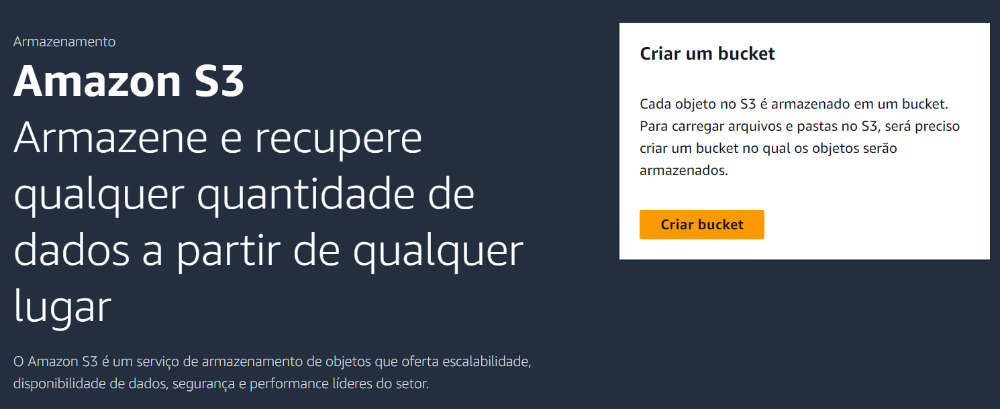 Armazenamento
Amazon S3
Armazene e recupere
qualquer quantidade de
dados a partir de qualquer
lugar
O Amazon S3 é um serviço de armazenamento de objetos que oferta escalabilidade,
disponibilidade de dados, segurança e performance líderes do setor.
Criar um bucket
Cada objeto no S3 é armazenado em um bucket.
Para carregar arquivos e pastas no S3, será preciso
criar um bucket no qual os objetos serão
armazenados.
Criar bucket